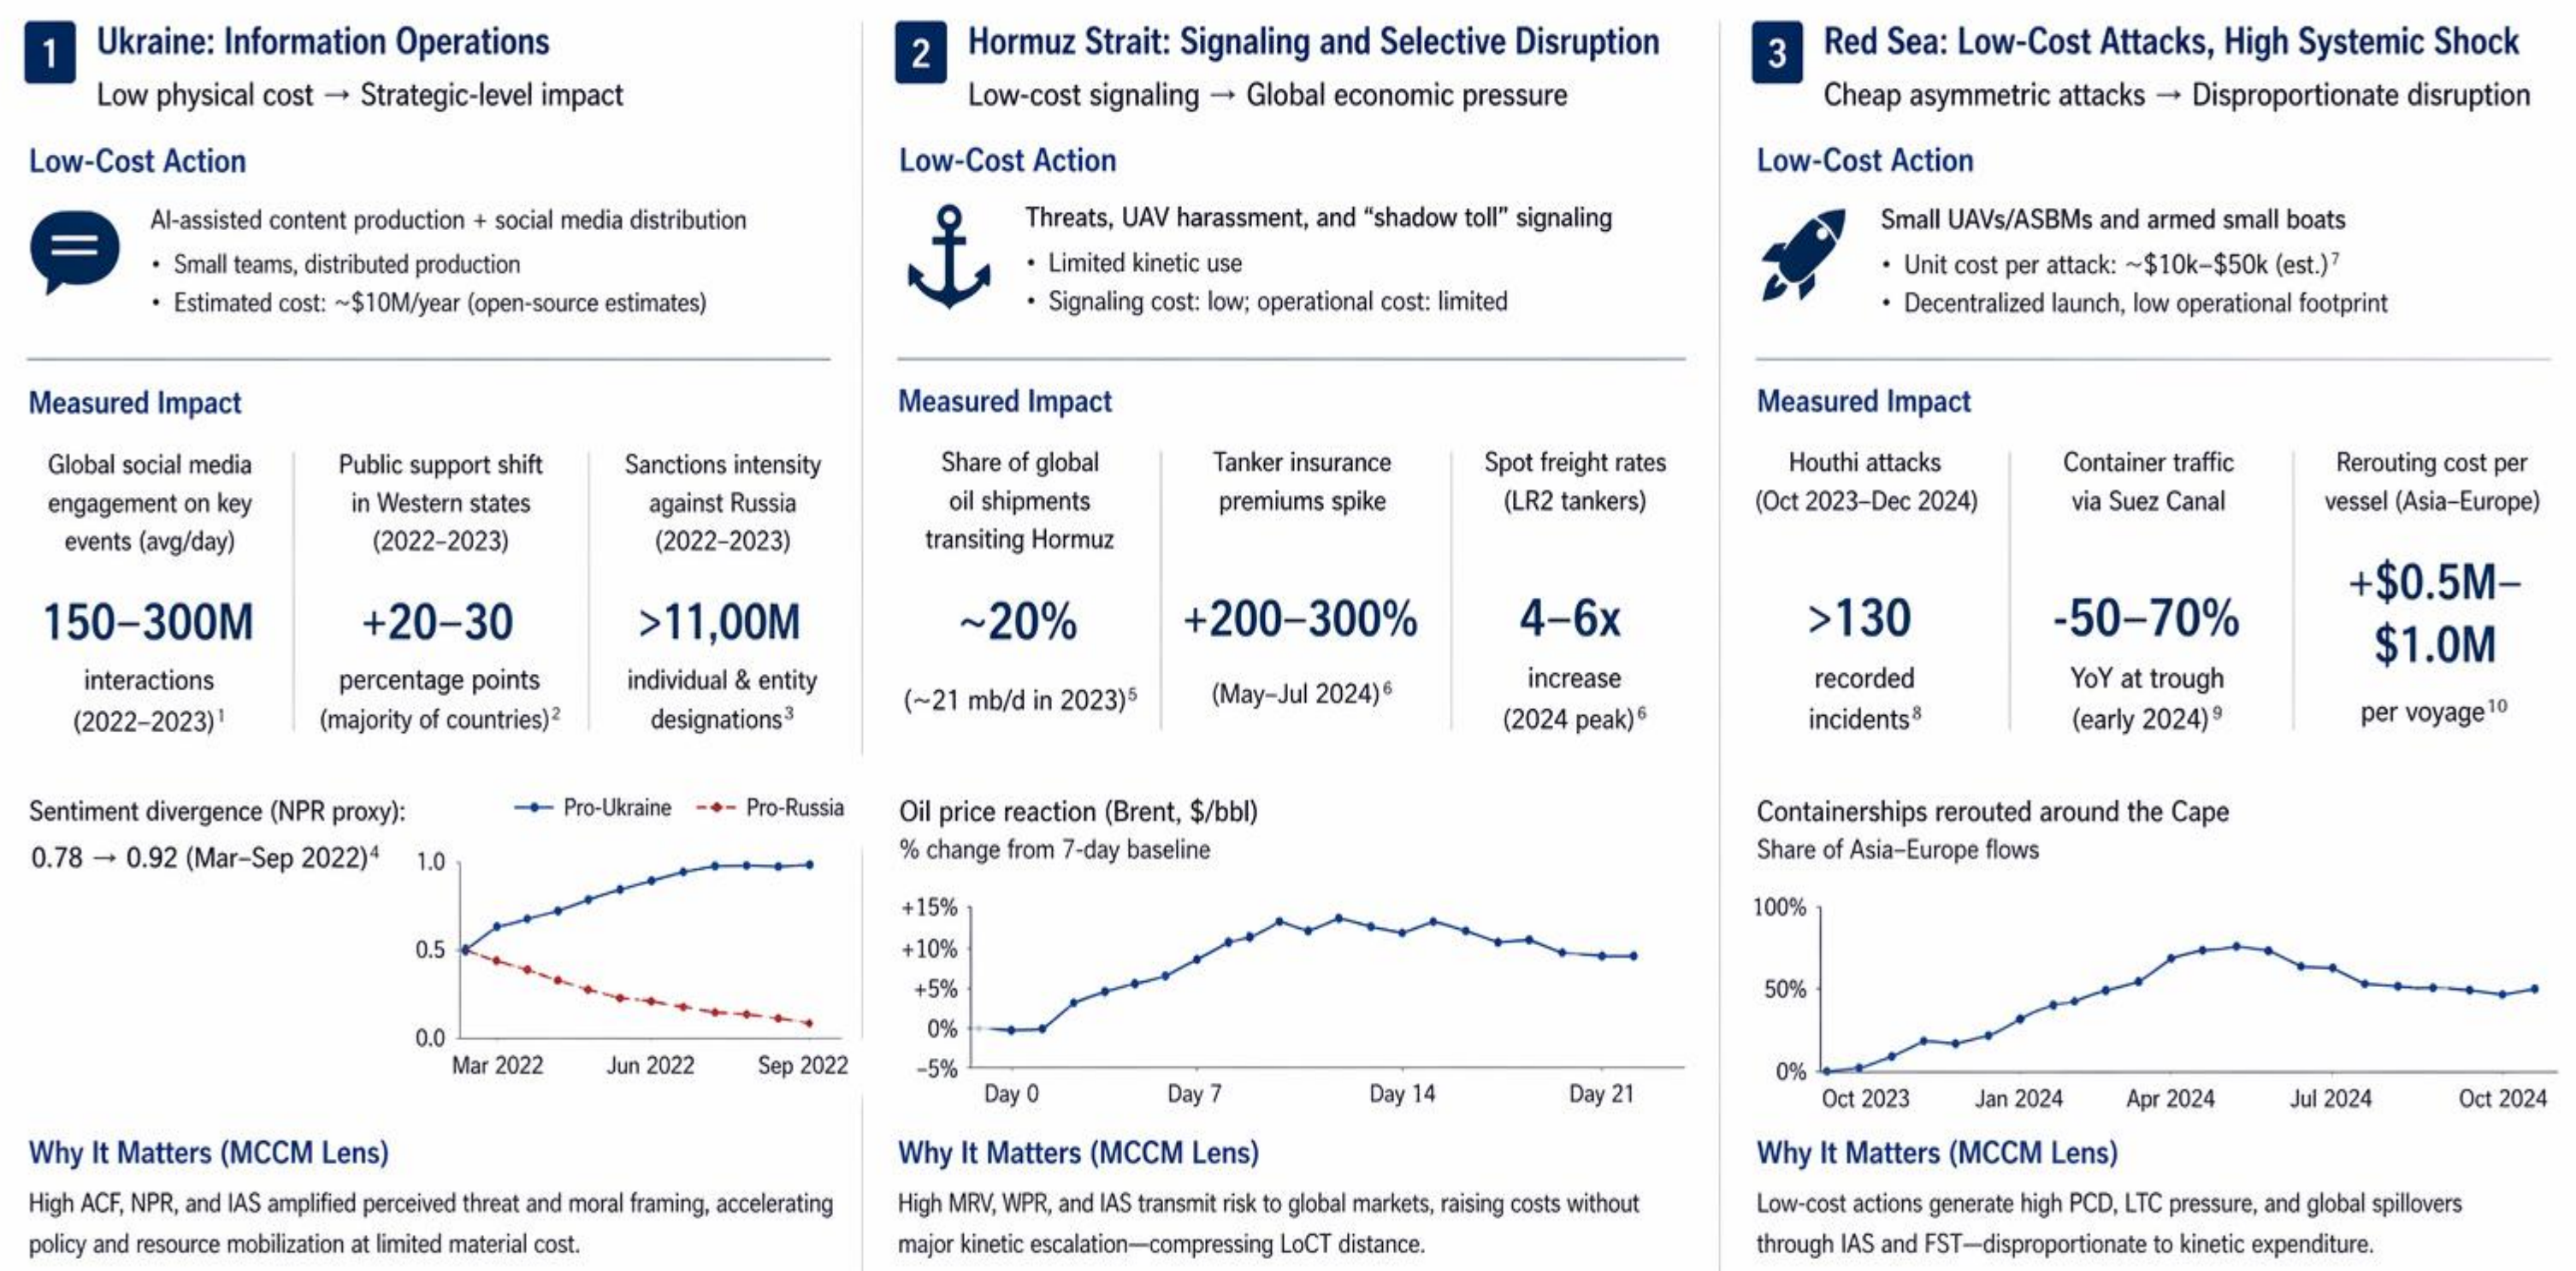 1 Ukraine: Information Operations
Low physical cost → Strategic-level impact
Low-Cost Action
AI-assisted content production + social media distribution
• Small teams, distributed production
• Estimated cost: ~$10M/year (open-source estimates)
Measured Impact
Global social media
engagement on key
events (avg/day)
150–300M
interactions
(2022–2023)¹
Public support shift
in Western states
(2022–2023)
+20–30
percentage points
(majority of countries)²
Sanctions intensity
against Russia
(2022–2023)
>11,00M
individual & entity
designations³
Sentiment divergence (NPR proxy):
0.78 → 0.92 (Mar–Sep 2022)⁴
Pro-Ukraine
Pro-Russia
1.0
0.5
0.0
Mar 2022
Jun 2022
Sep 2022
Why It Matters (MCCM Lens)
High ACF, NPR, and IAS amplified perceived threat and moral framing, accelerating
policy and resource mobilization at limited material cost.
2 Hormuz Strait: Signaling and Selective Disruption
Low-cost signaling → Global economic pressure
Low-Cost Action
Threats, UAV harassment, and “shadow toll” signaling
• Limited kinetic use
• Signaling cost: low; operational cost: limited
Measured Impact
Share of global
oil shipments
transiting Hormuz
~20%
(~21 mb/d in 2023)⁵
Tanker insurance
premiums spike
+200–300%
(May–Jul 2024)⁶
Spot freight rates
(LR2 tankers)
4–6x
increase
(2024 peak)⁶
Oil price reaction (Brent, $/bbl)
% change from 7-day baseline
+15%
+10%
+5%
0%
−5%
Day 0
Day 7
Day 14
Day 21
Why It Matters (MCCM Lens)
High MRV, WPR, and IAS transmit risk to global markets, raising costs without
major kinetic escalation—compressing LoCT distance.
3 Red Sea: Low-Cost Attacks, High Systemic Shock
Cheap asymmetric attacks → Disproportionate disruption
Low-Cost Action
Small UAVs/ASBMs and armed small boats
• Unit cost per attack: ~$10k–$50k (est.)⁷
• Decentralized launch, low operational footprint
Measured Impact
Houthi attacks
(Oct 2023–Dec 2024)
>130
recorded
incidents⁸
Container traffic
via Suez Canal
-50–70%
YoY at trough
(early 2024)⁹
Rerouting cost per
vessel (Asia–Europe)
+$0.5M–
$1.0M
per voyage¹⁰
Containerships rerouted around the Cape
Share of Asia–Europe flows
100%
50%
0%
Oct 2023
Jan 2024
Apr 2024
Jul 2024
Oct 2024
Why It Matters (MCCM Lens)
Low-cost actions generate high PCD, LTC pressure, and global spillovers
through IAS and FST—disproportionate to kinetic expenditure.